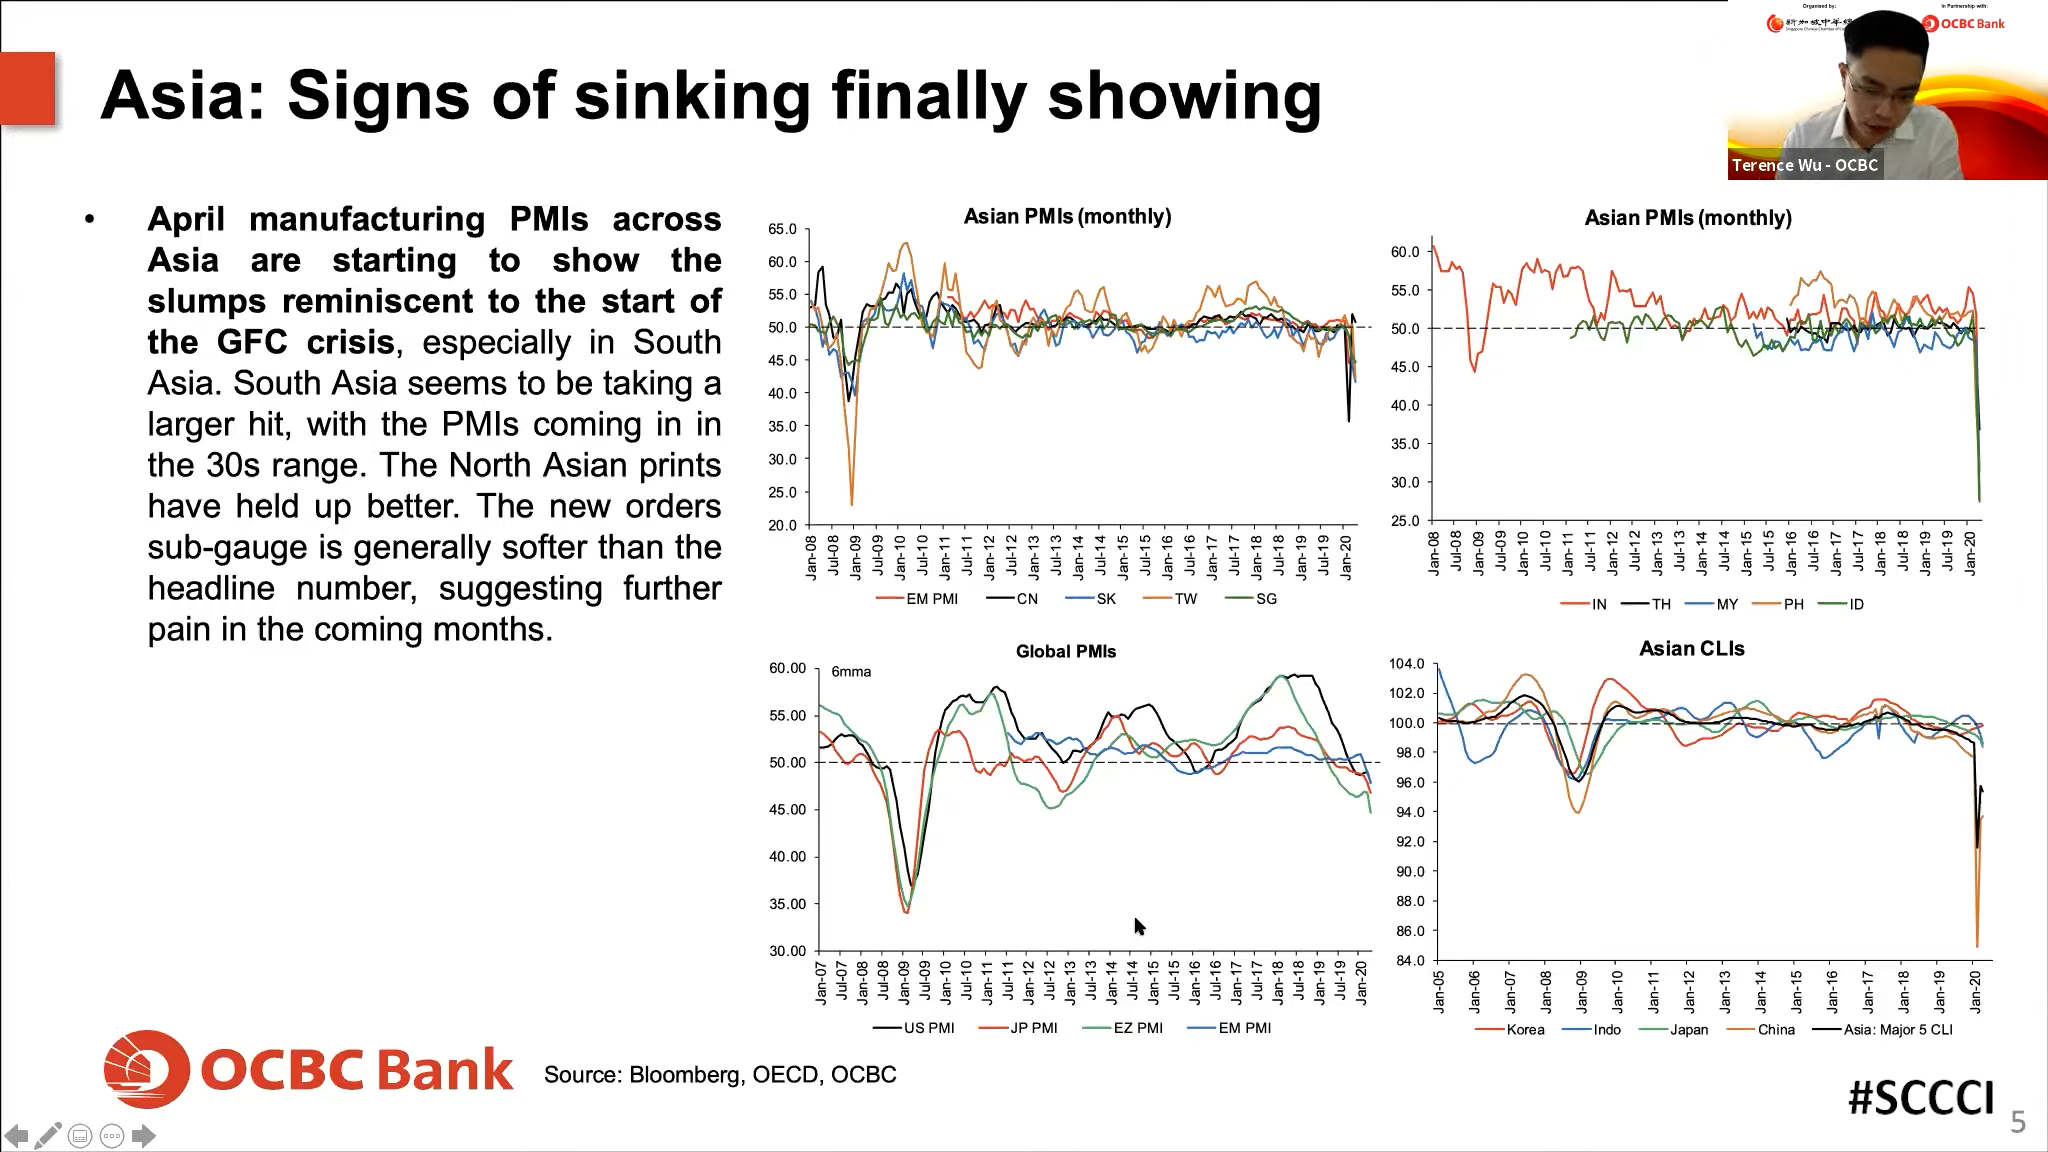 Organised by:
In Partnership with:
OCBC Bank
Asia: Signs of sinking finally showing
Terence Wu - OCBC
• April manufacturing PMIs across
Asia are starting to show the
slumps reminiscent to the start of
the GFC crisis, especially in South
Asia. South Asia seems to be taking a
larger hit, with the PMIs coming in in
the 30s range. The North Asian prints
have held up better. The new orders
sub-gauge is generally softer than the
headline number, suggesting further
pain in the coming months.
Asian PMIs (monthly)
65.0
60.0
55.0
50.0
45.0
40.0
35.0
30.0
25.0
20.0
Jan-08 Jul-08 Jan-09 Jul-09 Jan-10 Jul-10 Jan-11 Jul-11 Jan-12 Jul-12 Jan-13 Jul-13 Jan-14 Jul-14 Jan-15 Jul-15 Jan-16 Jul-16 Jan-17 Jul-17 Jan-18 Jul-18 Jan-19 Jul-19 Jan-20
EM PMI CN SK TW SG
Asian PMIs (monthly)
60.0
55.0
50.0
45.0
40.0
35.0
30.0
25.0
Jan-08 Jul-08 Jan-09 Jul-09 Jan-10 Jul-10 Jan-11 Jul-11 Jan-12 Jul-12 Jan-13 Jul-13 Jan-14 Jul-14 Jan-15 Jul-15 Jan-16 Jul-16 Jan-17 Jul-17 Jan-18 Jul-18 Jan-19 Jul-19 Jan-20
IN TH MY PH ID
Global PMIs
6mma
60.00
55.00
50.00
45.00
40.00
35.00
30.00
Jan-07 Jul-07 Jan-08 Jul-08 Jan-09 Jul-09 Jan-10 Jul-10 Jan-11 Jul-11 Jan-12 Jul-12 Jan-13 Jul-13 Jan-14 Jul-14 Jan-15 Jul-15 Jan-16 Jul-16 Jan-17 Jul-17 Jan-18 Jul-18 Jan-19 Jul-19 Jan-20
US PMI JP PMI EZ PMI EM PMI
Asian CLIs
104.0
102.0
100.0
98.0
96.0
94.0
92.0
90.0
88.0
86.0
84.0
Jan-05 Jan-06 Jan-07 Jan-08 Jan-09 Jan-10 Jan-11 Jan-12 Jan-13 Jan-14 Jan-15 Jan-16 Jan-17 Jan-18 Jan-19 Jan-20
Korea Indo Japan China Asia: Major 5 CLI
OCBC Bank
Source: Bloomberg, OECD, OCBC
#SCCCI
5